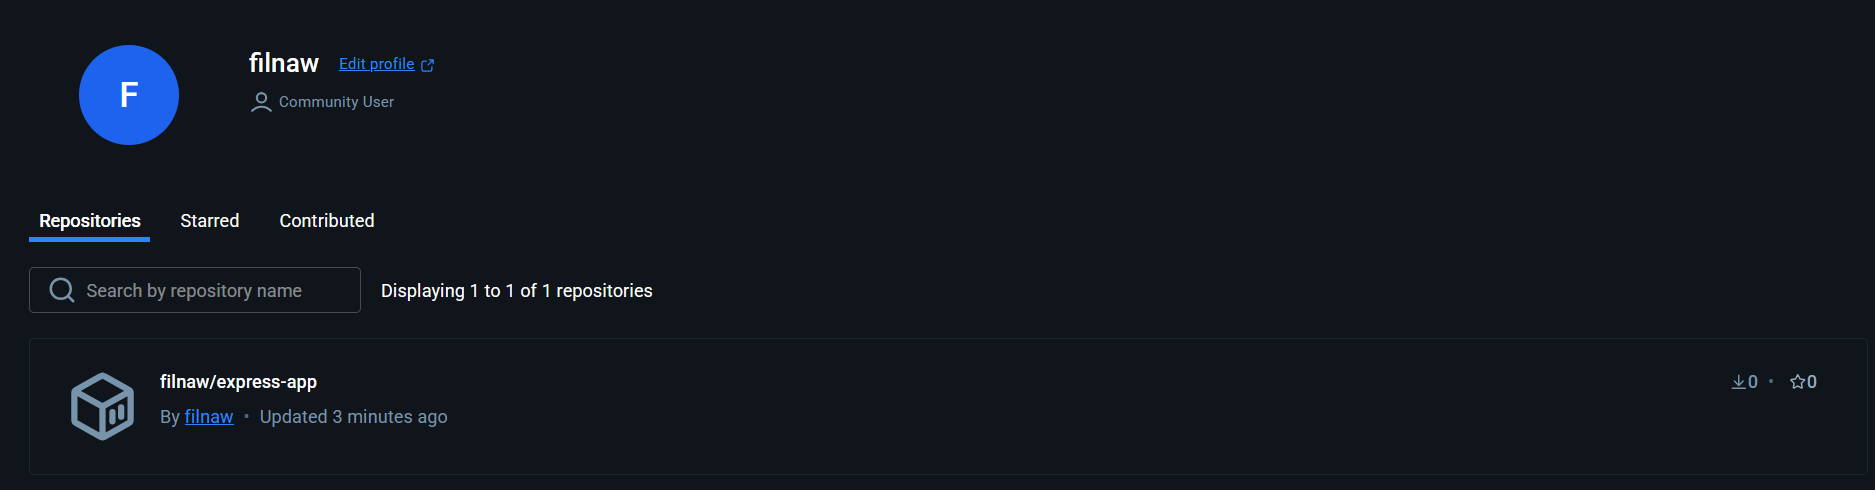 F
filnaw Edit profile
Community User
Repositories Starred Contributed
Search by repository name Displaying 1 to 1 of 1 repositories
filnaw/express-app 0 • 0
By filnaw • Updated 3 minutes ago